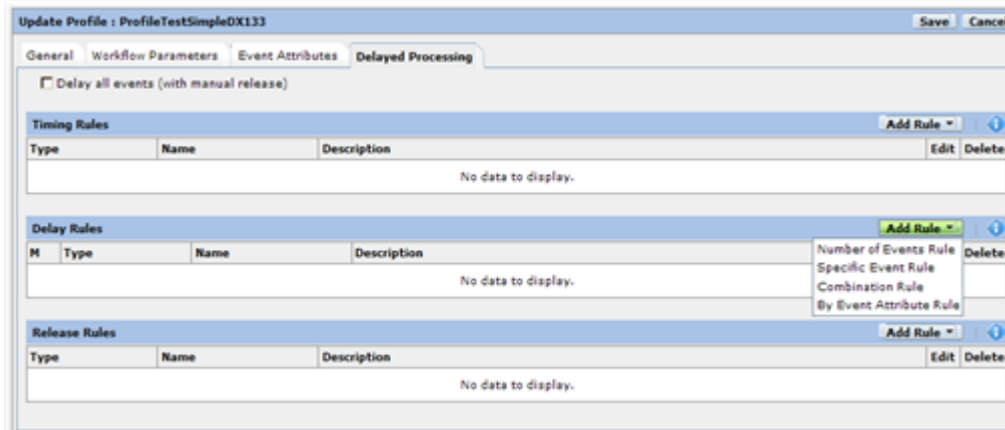 Update Profile : ProfileTestSimpleDX133 Save Cance
General Workflow Parameters Event Attributes Delayed Processing
Delay all events (with manual release)
Timing Rules Add Rule
Type Name Description Edit Delete
No data to display.
Delay Rules Add Rule
M Type Name Description Delete
Number of Events Rule
Specific Event Rule
No data to display.
Combination Rule
By Event Attribute Rule
Release Rules Add Rule
Type Name Description Edit Delete
No data to display.